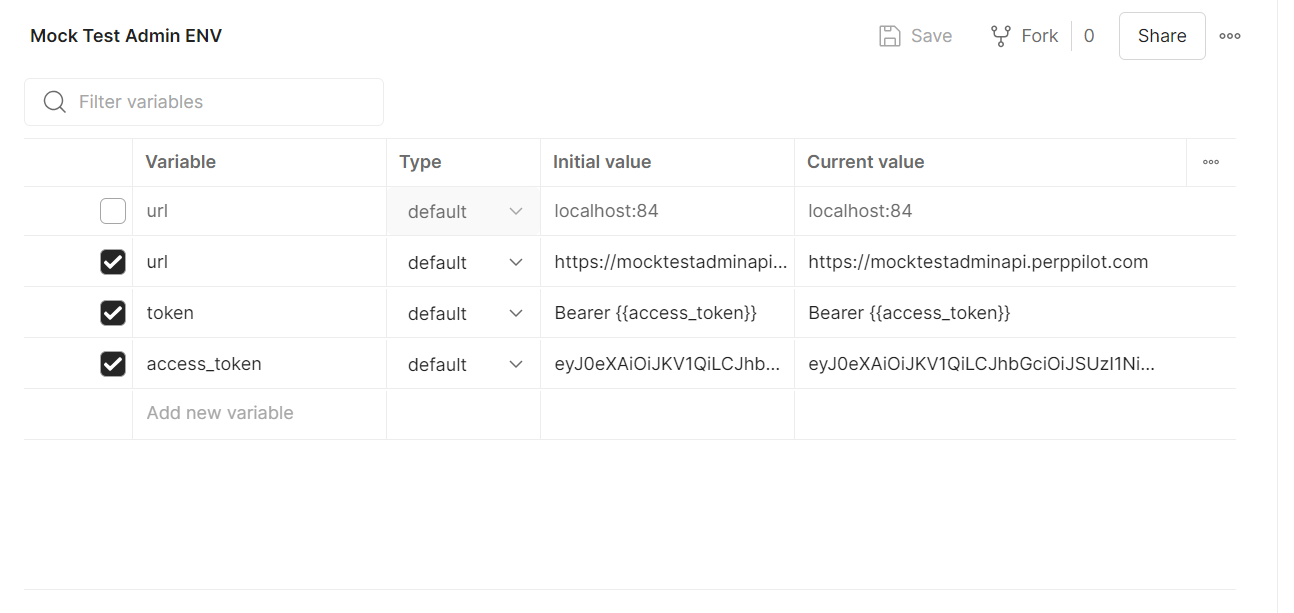 Mock Test Admin ENV Save Fork 0 Share
Filter variables
Variable Type Initial value Current value
url default localhost:84 localhost:84
url default https://mocktestadminapi... https://mocktestadminapi.perppilot.com
token default Bearer {{access_token}} Bearer {{access_token}}
access_token default eyJ0eXAiOiJKV1QiLCJhb... eyJ0eXAiOiJKV1QiLCJhbGciOiJSUzI1Ni...
Add new variable